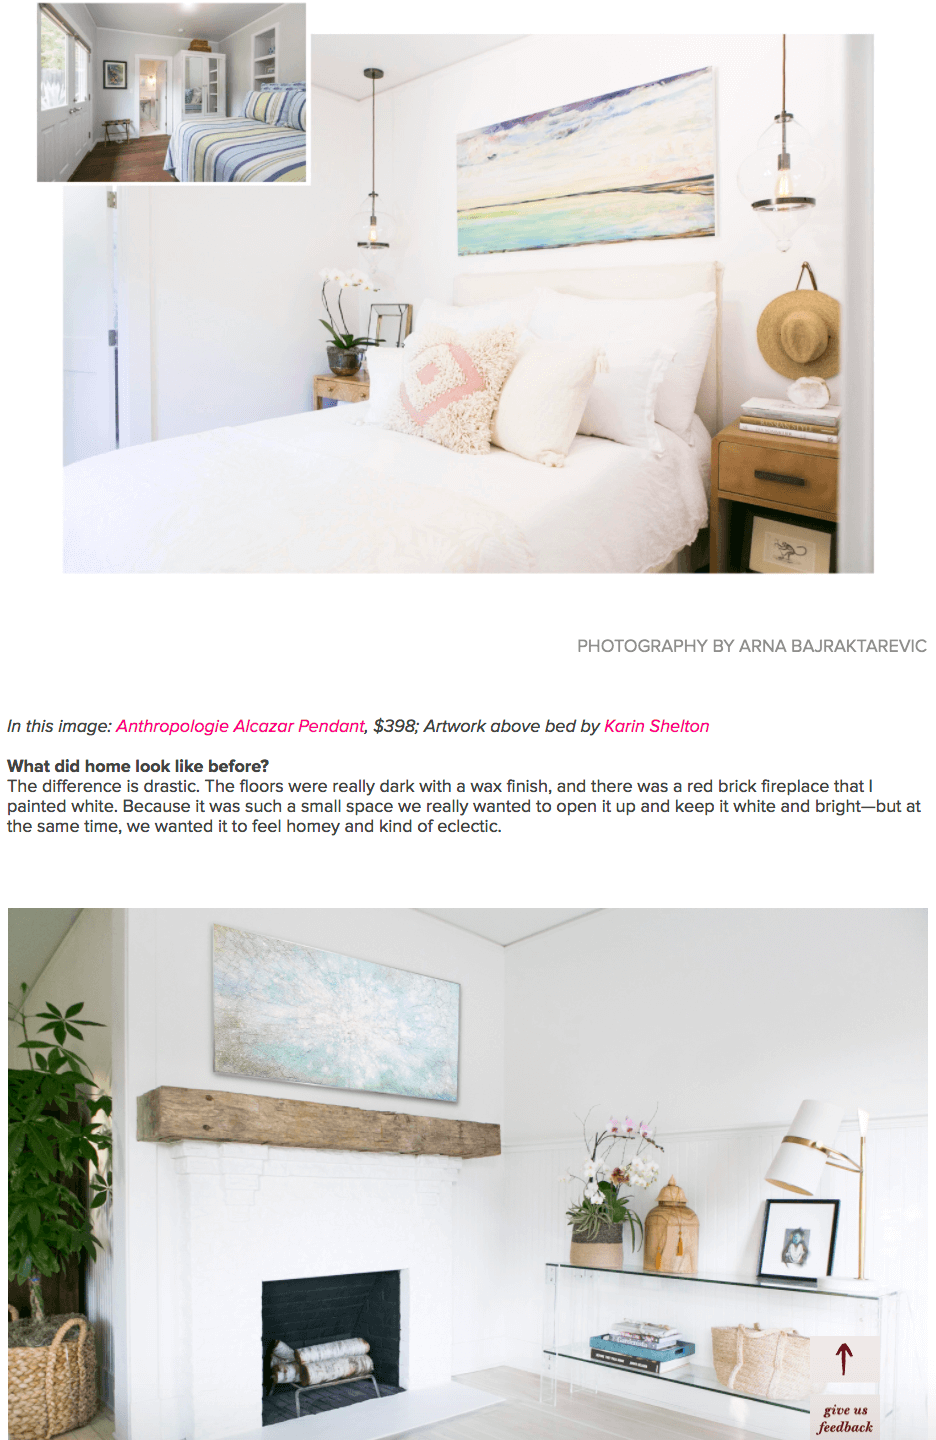 PHOTOGRAPHY BY ARNA BAJRAKTAREVIC
In this image: Anthropologie Alcazar Pendant, $398; Artwork above bed by Karin Shelton
What did home look like before?
The difference is drastic. The floors were really dark with a wax finish, and there was a red brick fireplace that I
painted white. Because it was such a small space we really wanted to open it up and keep it white and bright—but at
the same time, we wanted it to feel homey and kind of eclectic.
give us
feedback